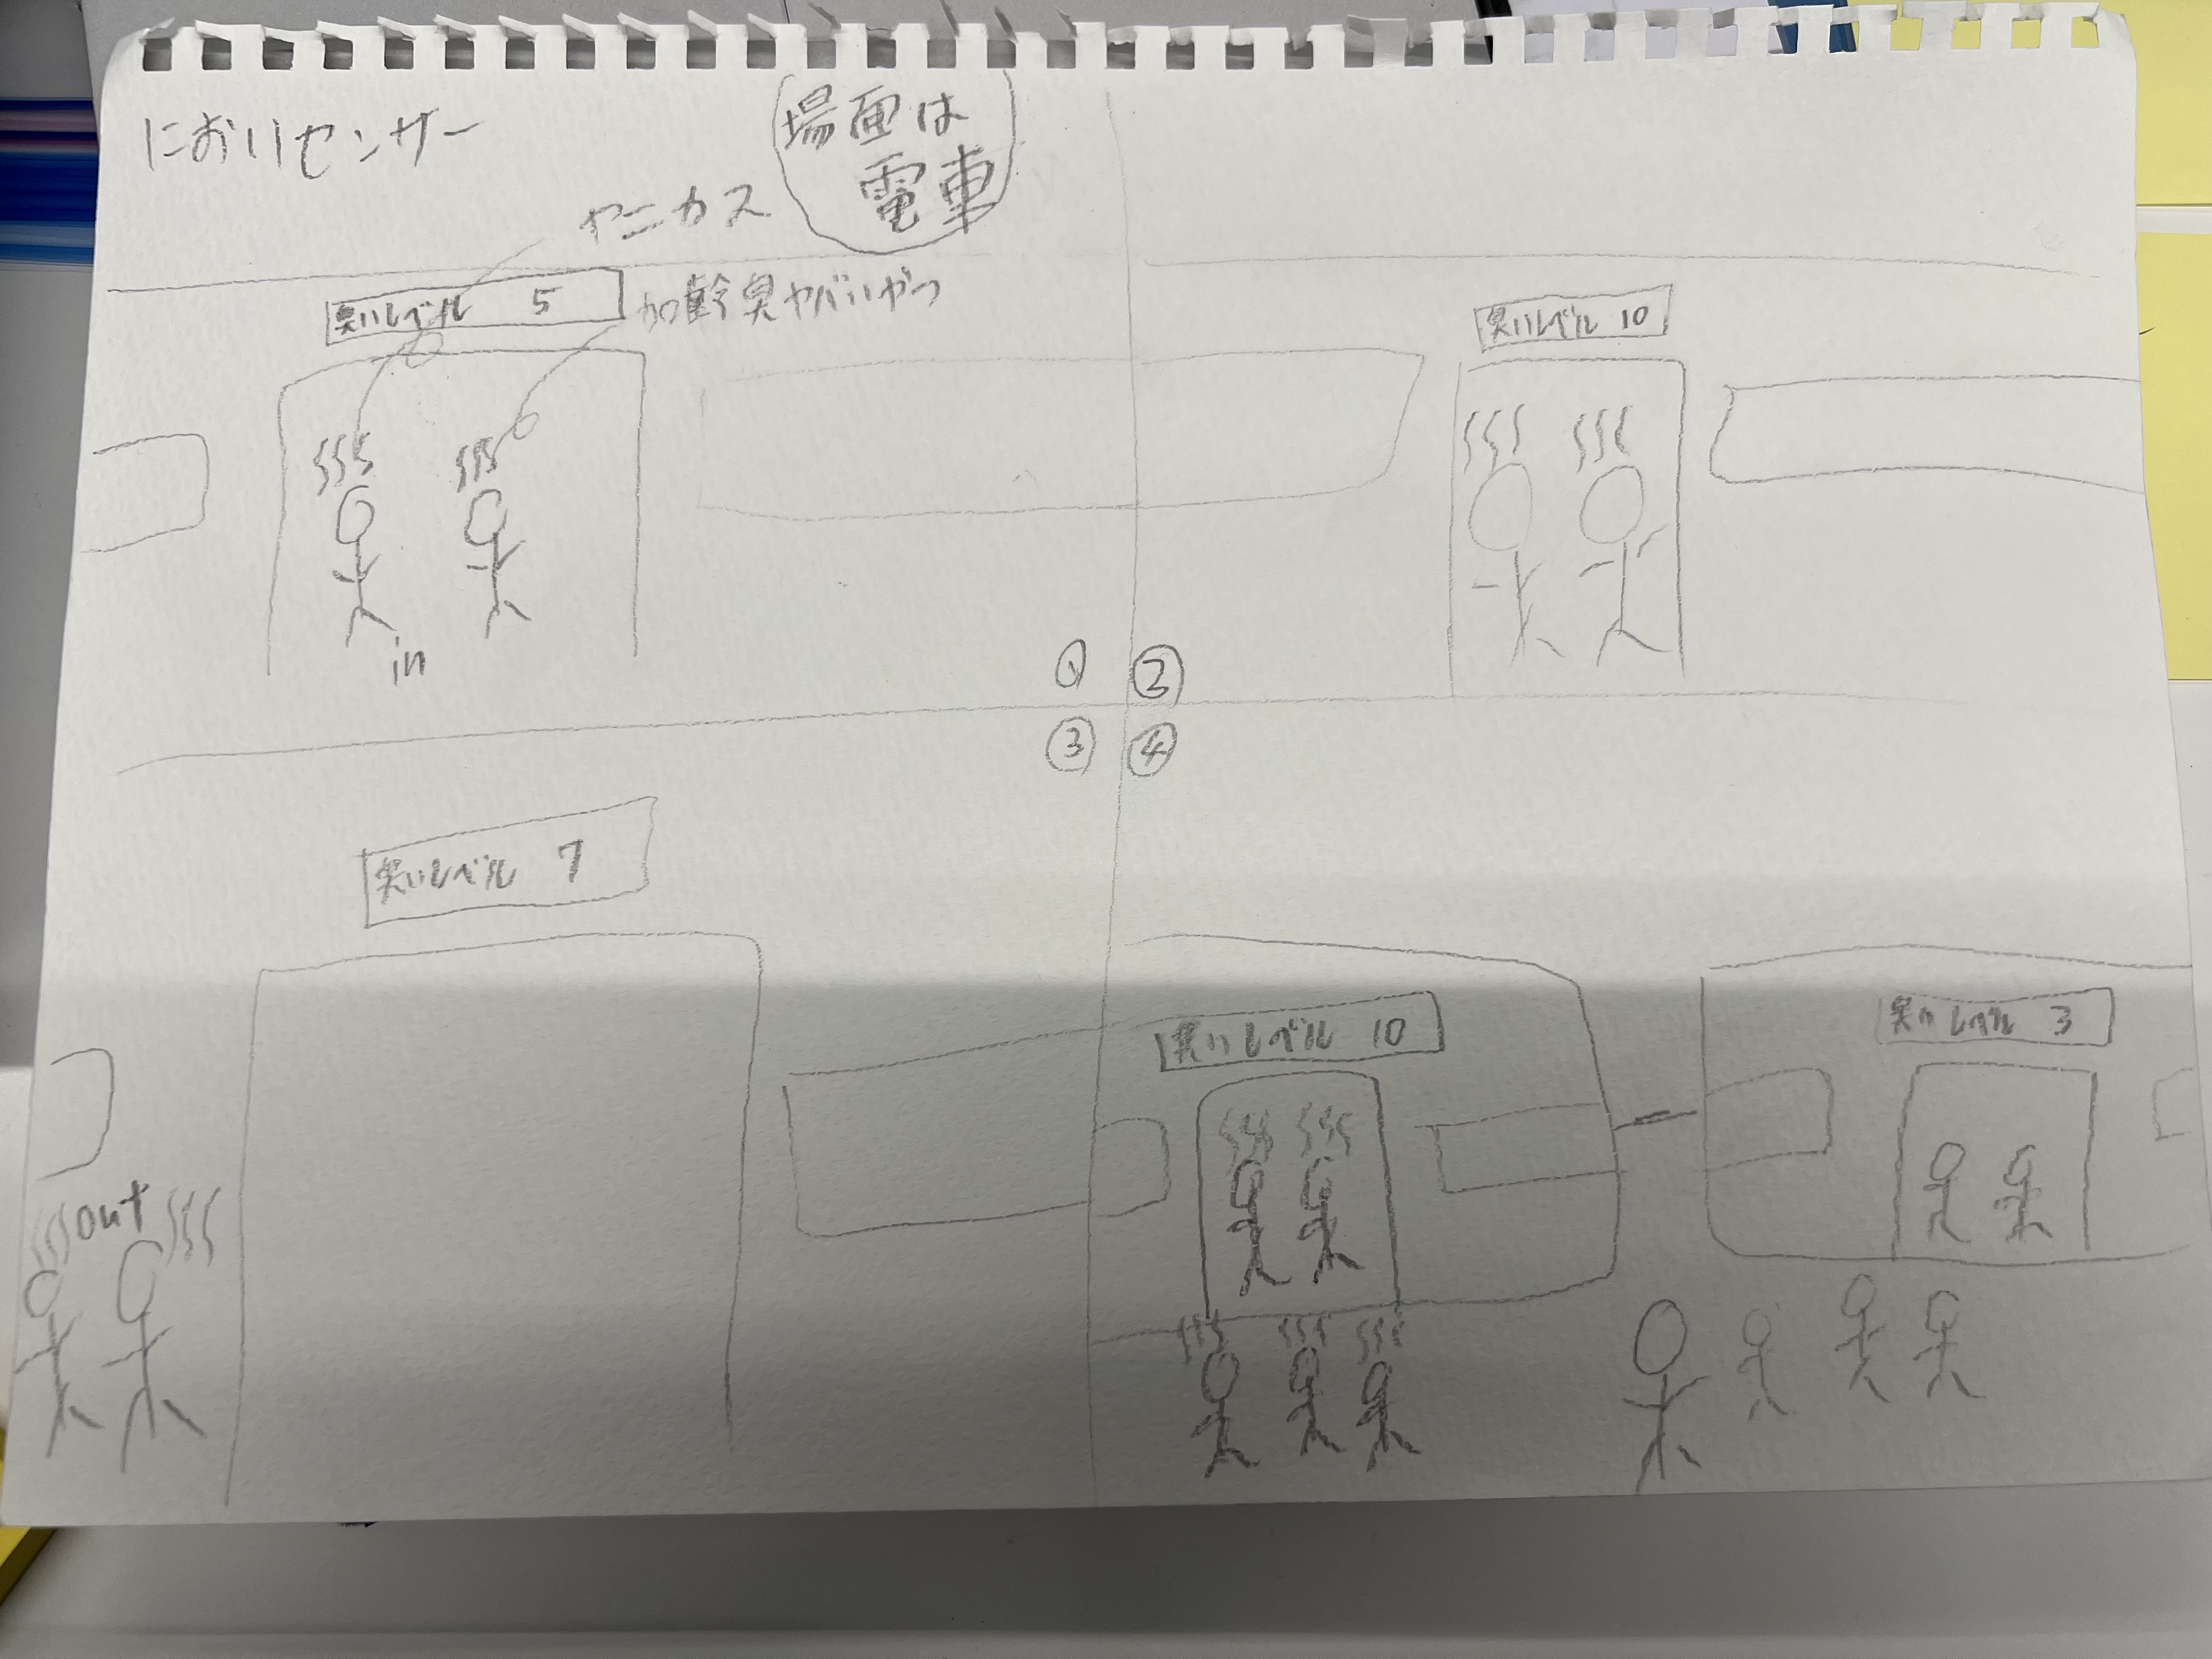 においセンサー
場面は
電車
ヤニカス
臭いレベル 5
加齢臭ヤバいやつ
in
臭いレベル 10
①
②
③
④
臭いレベル 7
out
臭いレベル 10
臭いレベル 3